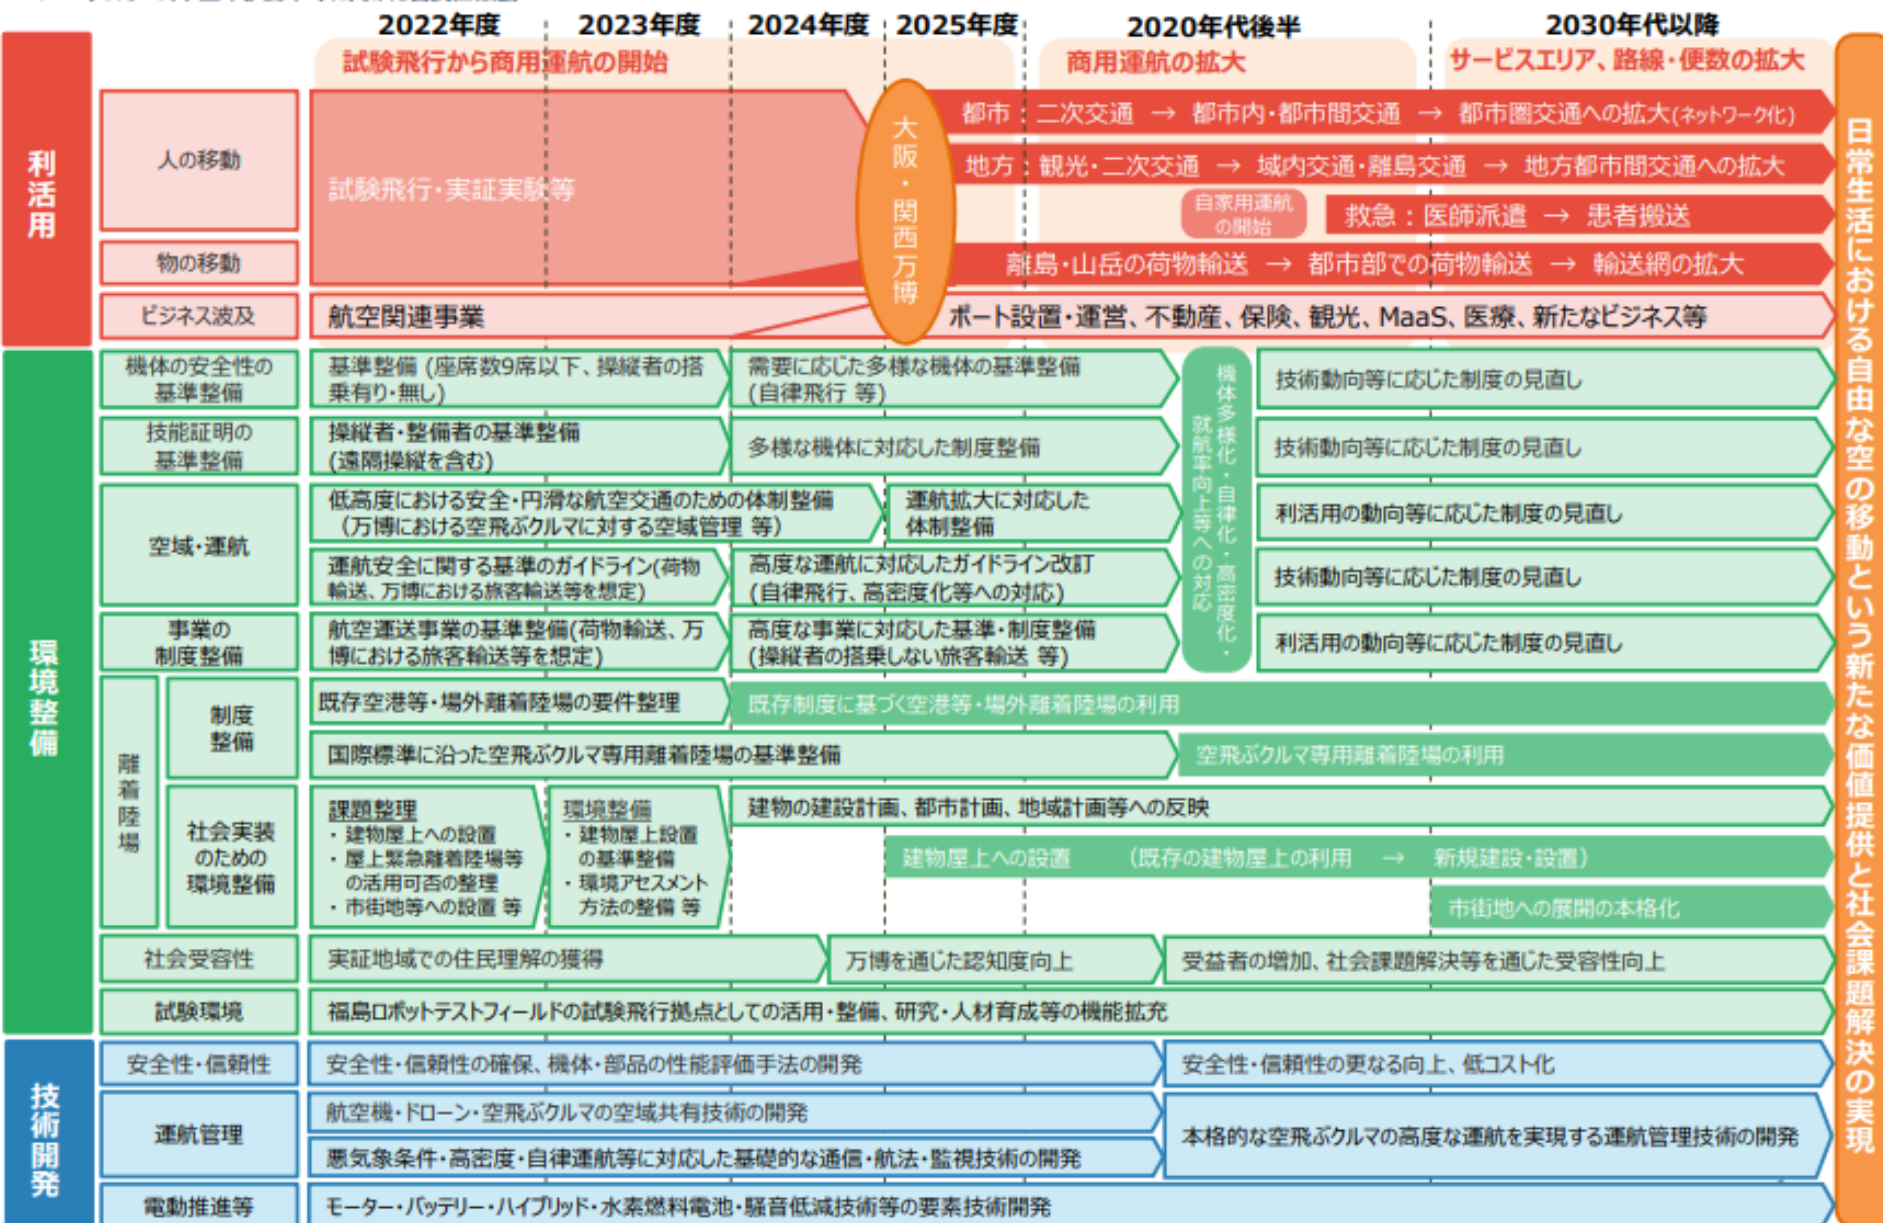 2022年度
2023年度
2024年度
2025年度
2020年代後半
2030年代以降
試験飛行から商用運航の開始
商用運航の拡大
サービスエリア、路線・便数の拡大
利活用
人の移動
試験飛行・実証実験等
大阪・関西万博
都市：二次交通 → 都市内・都市間交通 → 都市圏交通への拡大(ネットワーク化)
地方：観光・二次交通 → 域内交通・離島交通 → 地方都市間交通への拡大
自家用運航
の開始
救急：医師派遣 → 患者搬送
物の移動
離島・山岳の荷物輸送 → 都市部での荷物輸送 → 輸送網の拡大
ビジネス波及
航空関連事業
ポート設置・運営、不動産、保険、観光、MaaS、医療、新たなビジネス等
環境整備
機体の安全性の
基準整備
基準整備 (座席数9席以下、操縦者の搭
乗有り・無し)
需要に応じた多様な機体の基準整備
(自律飛行 等)
機体多様化・自律化・高密度化・
就航率向上等への対応
技術動向等に応じた制度の見直し
技能証明の
基準整備
操縦者・整備者の基準整備
(遠隔操縦を含む)
多様な機体に対応した制度整備
技術動向等に応じた制度の見直し
空域・運航
低高度における安全・円滑な航空交通のための体制整備
（万博における空飛ぶクルマに対する空域管理 等）
運航拡大に対応した
体制整備
利活用の動向等に応じた制度の見直し
運航安全に関する基準のガイドライン(荷物
輸送、万博における旅客輸送等を想定)
高度な運航に対応したガイドライン改訂
(自律飛行、高密度化等への対応)
技術動向等に応じた制度の見直し
事業の
制度整備
航空運送事業の基準整備(荷物輸送、万
博における旅客輸送等を想定)
高度な事業に対応した基準・制度整備
(操縦者の搭乗しない旅客輸送 等)
利活用の動向等に応じた制度の見直し
離着陸場
制度
整備
既存空港等・場外離着陸場の要件整理
既存制度に基づく空港等・場外離着陸場の利用
国際標準に沿った空飛ぶクルマ専用離着陸場の基準整備
空飛ぶクルマ専用離着陸場の利用
社会実装
のための
環境整備
課題整理
・建物屋上への設置
・屋上緊急離着陸場等
の活用可否の整理
・市街地等への設置 等
環境整備
・建物屋上設置
の基準整備
・環境アセスメント
方法の整備 等
建物の建設計画、都市計画、地域計画等への反映
建物屋上への設置 （既存の建物屋上の利用 → 新規建設・設置）
市街地への展開の本格化
社会受容性
実証地域での住民理解の獲得
万博を通じた認知度向上
受益者の増加、社会課題解決等を通じた受容性向上
試験環境
福島ロボットテストフィールドの試験飛行拠点としての活用・整備、研究・人材育成等の機能拡充
技術開発
安全性・信頼性
安全性・信頼性の確保、機体・部品の性能評価手法の開発
安全性・信頼性の更なる向上、低コスト化
運航管理
航空機・ドローン・空飛ぶクルマの空域共有技術の開発
悪気象条件・高密度・自律運航等に対応した基礎的な通信・航法・監視技術の開発
本格的な空飛ぶクルマの高度な運航を実現する運航管理技術の開発
電動推進等
モーター・バッテリー・ハイブリッド・水素燃料電池・騒音低減技術等の要素技術開発
日常生活における自由な空の移動という新たな価値提供と社会課題解決の実現